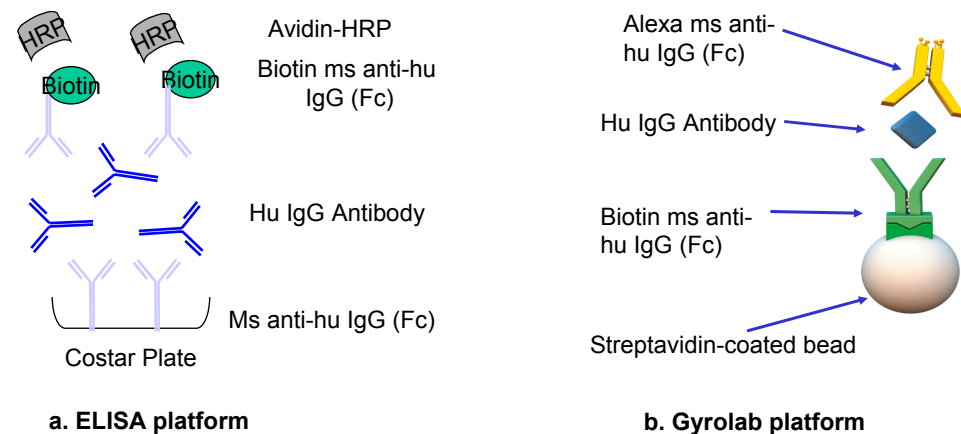 HRP
HRP
Avidin-HRP
Biotin
Biotin
Biotin ms anti-hu
IgG (Fc)
Hu IgG Antibody
Ms anti-hu IgG (Fc)
Costar Plate
a. ELISA platform
Alexa ms anti-
hu IgG (Fc)
Hu IgG Antibody
Biotin ms anti-
hu IgG (Fc)
Streptavidin-coated bead
b. Gyrolab platform